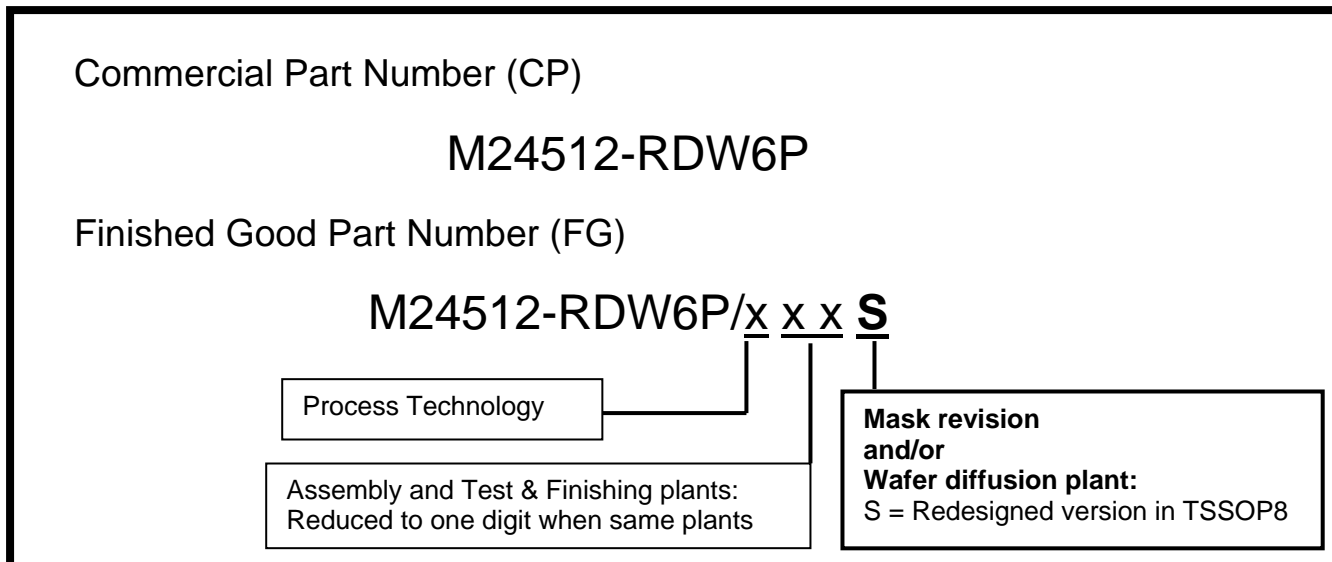 Commercial Part Number (CP)
M24512-RDW6P
Finished Good Part Number (FG)
M24512-RDW6P/x x x S
Process Technology
Assembly and Test & Finishing plants:
Reduced to one digit when same plants
Mask revision
and/or
Wafer diffusion plant:
S = Redesigned version in TSSOP8